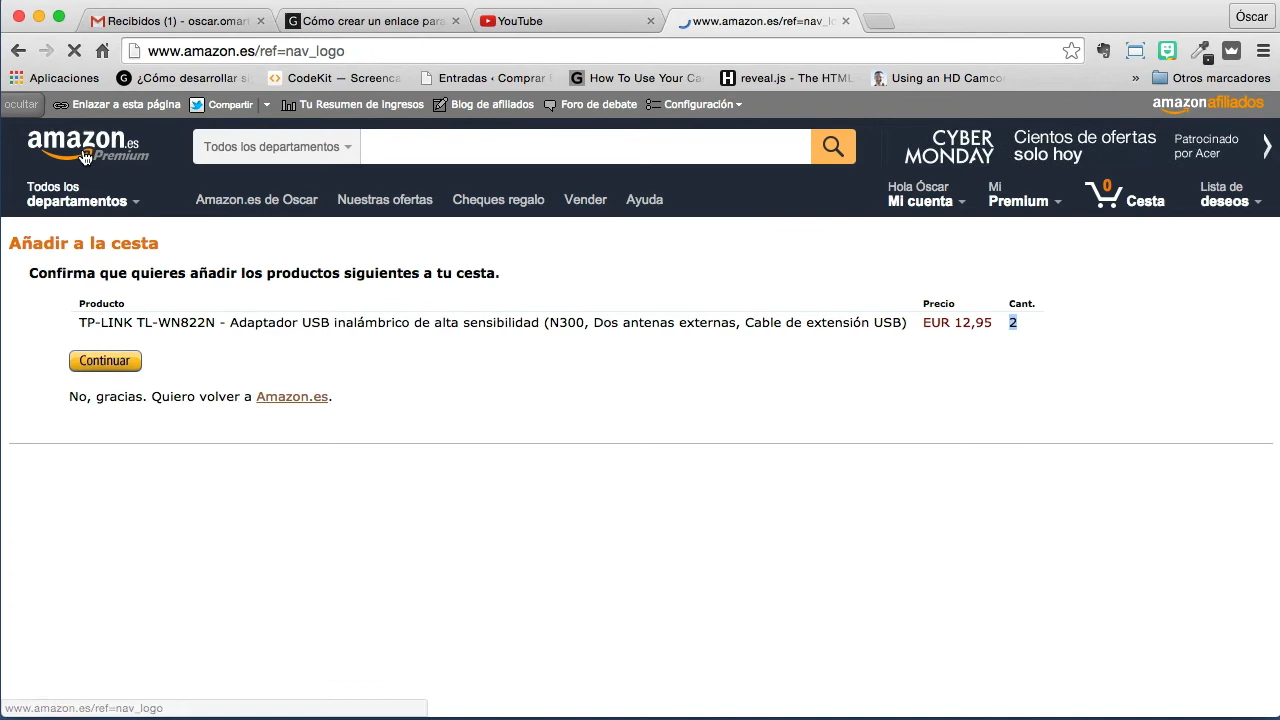 Recibidos (1) - oscar.omart
Cómo crear un enlace para
YouTube
www.amazon.es/ref=nav_lo
Óscar
www.amazon.es/ref=nav_logo
Aplicaciones
¿Cómo desarrollar s
CodeKit — Screenca
Entradas ‹ Comprar
How To Use Your Ca
reveal.js - The HTML
Using an HD Camco
»
Otros marcadores
ocultar
Enlazar a esta página
Compartir
Tu Resumen de Ingresos
Blog de afiliados
Foro de debate
Configuración
amazonafiliados
amazon.es
Premium
Todos los departamentos
CYBER MONDAY
Cientos de ofertas
solo hoy
Patrocinado
por Acer
Todos los
departamentos
Amazon.es de Oscar
Nuestras ofertas
Cheques regalo
Vender
Ayuda
Hola Óscar
Mi cuenta
Mi
Premium
0
Cesta
Lista de
deseos
Añadir a la cesta
Confirma que quieres añadir los productos siguientes a tu cesta.
Producto Precio Cant.
TP-LINK TL-WN822N - Adaptador USB inalámbrico de alta sensibilidad (N300, Dos antenas externas, Cable de extensión USB) EUR 12,95 2
Continuar
No, gracias. Quiero volver a Amazon.es.
www.amazon.es/ref=nav_logo